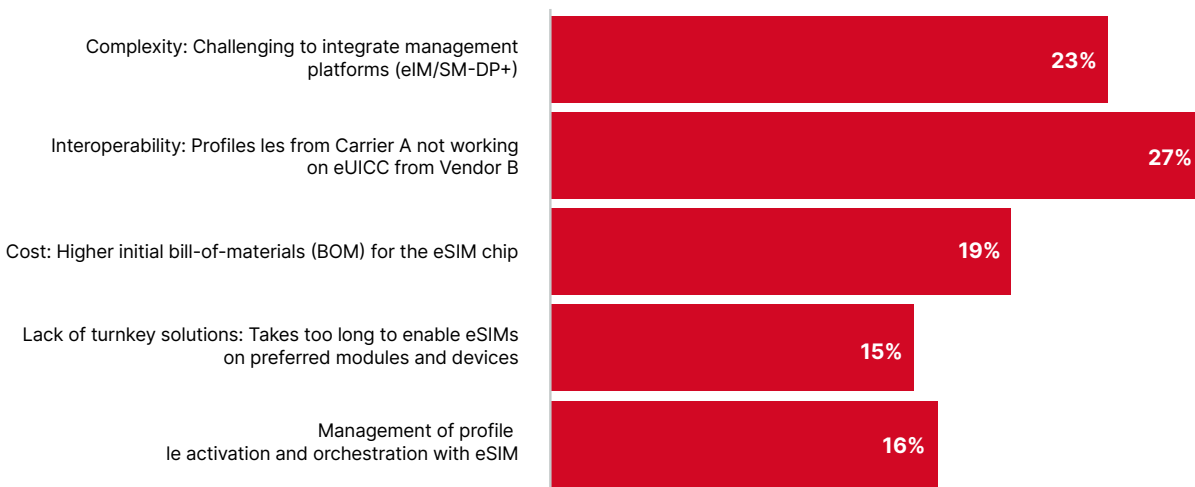 Complexity: Challenging to integrate management
platforms (eIM/SM-DP+)
23%
Interoperability: Profiles les from Carrier A not working
on eUICC from Vendor B
27%
Cost: Higher initial bill-of-materials (BOM) for the eSIM chip
19%
Lack of turnkey solutions: Takes too long to enable eSIMs
on preferred modules and devices
15%
Management of profile
le activation and orchestration with eSIM
16%